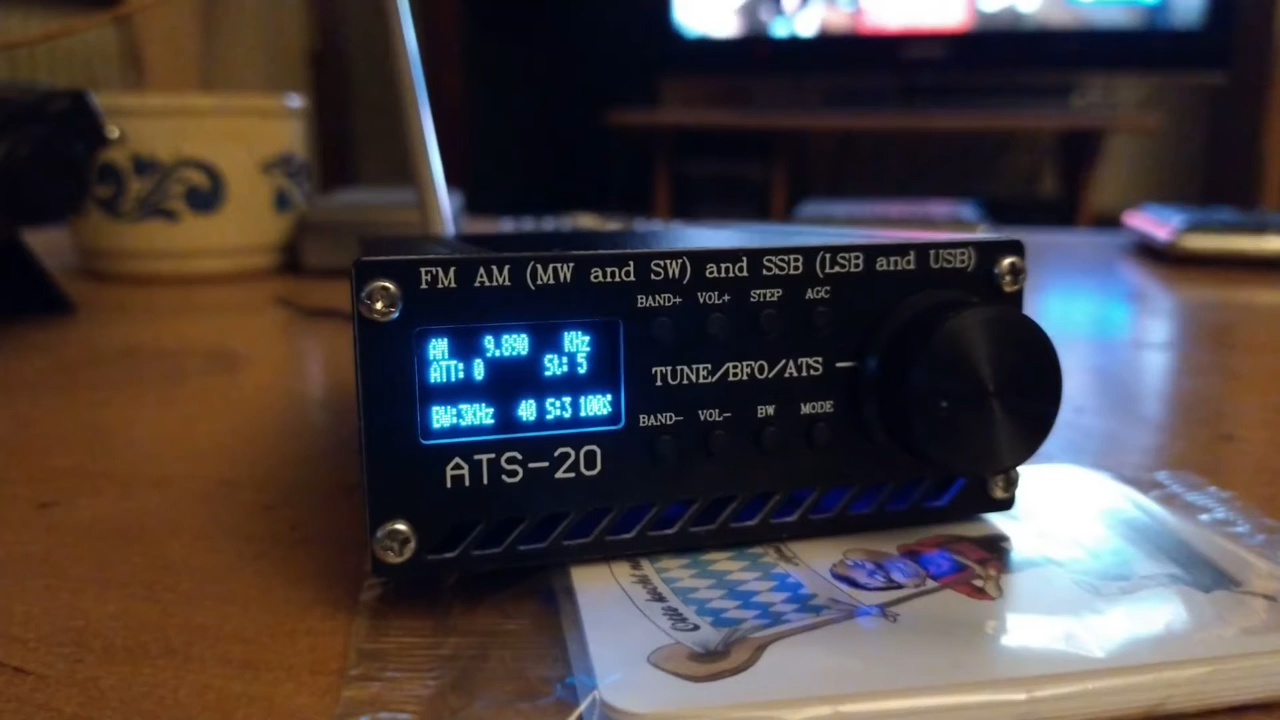 FM AM (MW and SW) and SSB (LSB and USB)
BAND+ VOL+ STEP AGC
AM 9.890 KHz
ATT: 0 St: 5
TUNE/BFO/ATS
BW:3KHz 40 S:3 100%
BAND- VOL- BW MODE
ATS-20